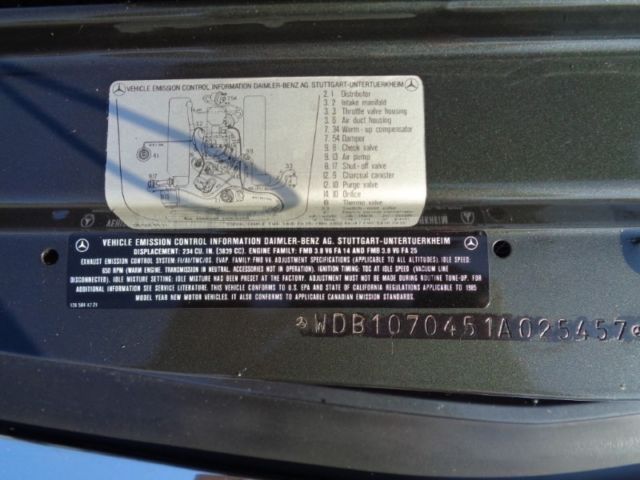 VEHICLE EMISSION CONTROL INFORMATION DAIMLER-BENZ AG. STUTTGART-UNTERTUERKHEIM
2. 1 Distributor
3. 2 Intake manifold
3. 3 Throttle valve housing
5. 6 Air duct housing
7. 34 Warm-up compensator
7. 54 Damper
9. 8 Check valve
9. 13 Air pump
8. 17 Shut-off valve
12. 9 Charcoal canister
12. 10 Purge valve
14. 10 Orifice
Thermo valve
VEHICLE EMISSION CONTROL INFORMATION DAIMLER-BENZ AG. STUTTGART-UNTERTUERKHEIM
DISPLACEMENT: 234 CU. IN. (3839 CC). ENGINE FAMILY: FMB 3.8 V6 FA 14 AND FMB 3.8 V6 FA 25
EXHAUST EMISSION CONTROL SYSTEM: FI/AI/TWC/OS. EVAP. FAMILY: FMB V8. ADJUSTMENT SPECIFICATIONS (APPLICABLE TO ALL ALTITUDES): IDLE SPEED:
650 RPM (WARM ENGINE, TRANSMISSION IN NEUTRAL, ACCESSORIES NOT IN OPERATION). IGNITION TIMING: TDC AT IDLE SPEED (VACUUM LINE
DISCONNECTED). IDLE MIXTURE SETTING: IDLE MIXTURE HAS BEEN PRESET AT THE FACTORY. ADJUSTMENT MUST NOT BE MADE DURING ROUTINE TUNE-UP. FOR
ADDITIONAL SPECIFICATIONS SEE SERVICE LITERATURE. THIS VEHICLE CONFORMS TO U.S. EPA AND STATE OF CALIFORNIA REGULATIONS APPLICABLE TO 1985
MODEL YEAR NEW MOTOR VEHICLES. IT ALSO CONFORMS TO APPLICABLE CANADIAN EMISSION STANDARDS.
WDB1070451A025457